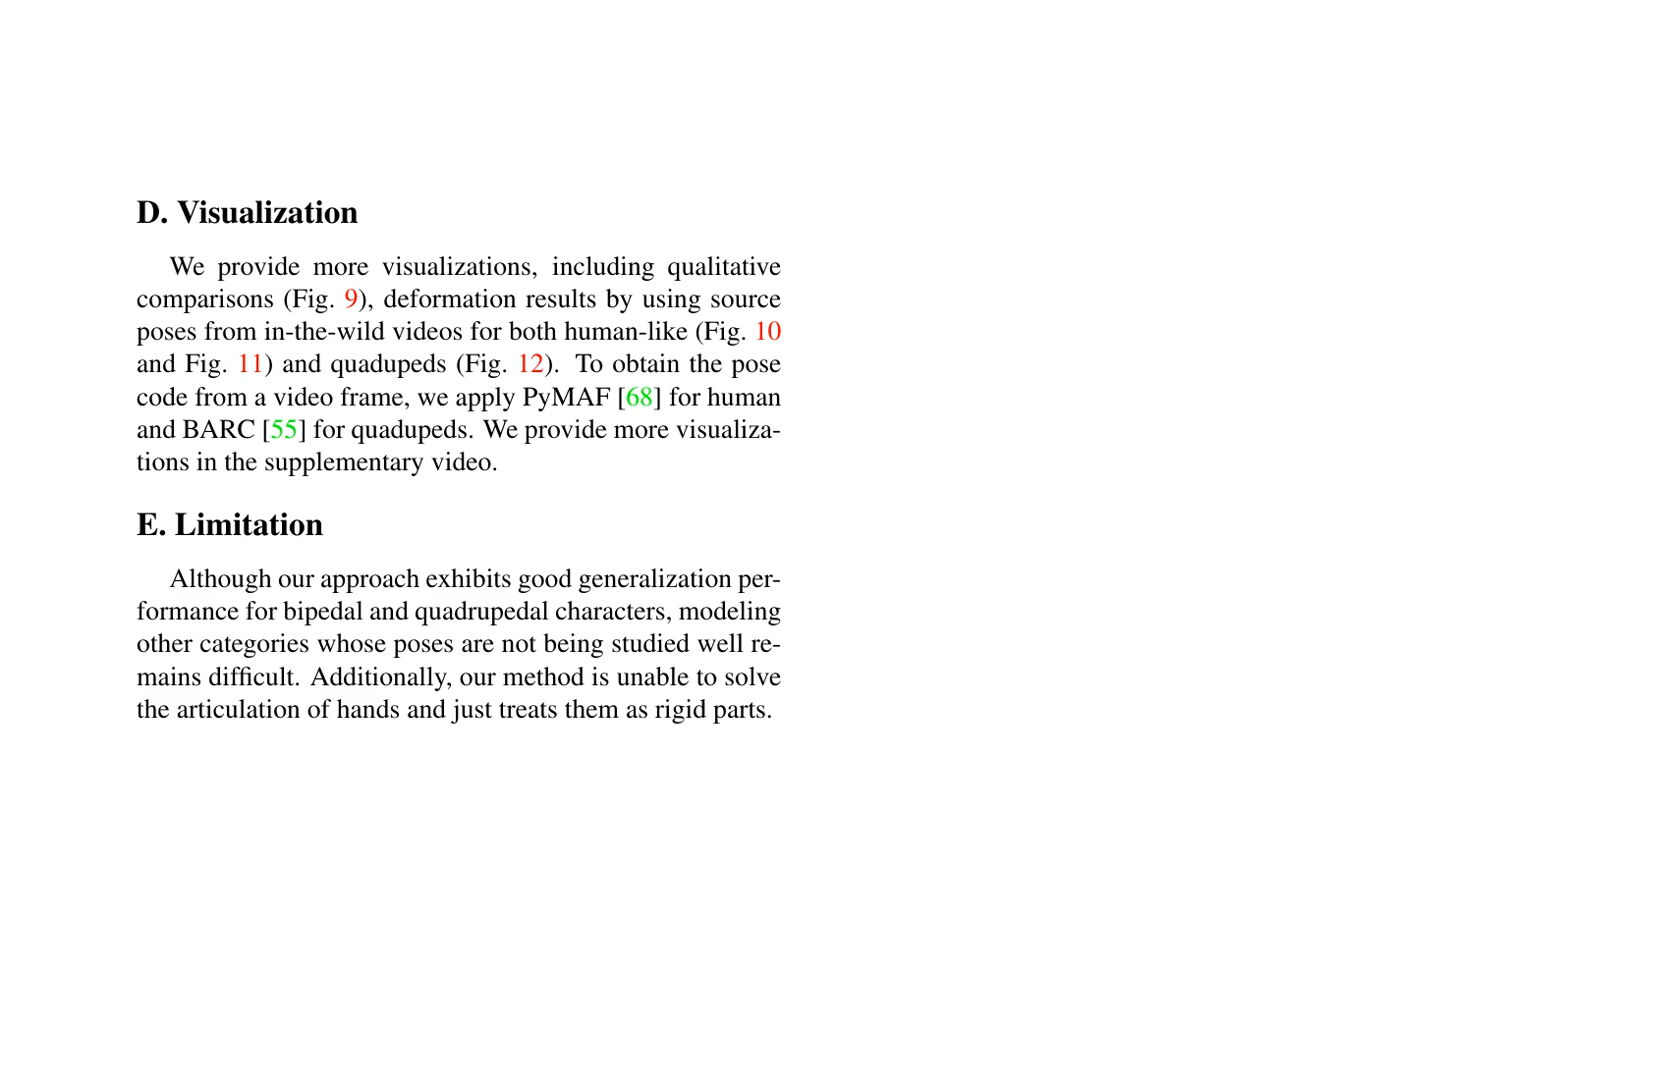 D. Visualization
We provide more visualizations, including qualitative
comparisons (Fig. 9), deformation results by using source
poses from in-the-wild videos for both human-like (Fig. 10
and Fig. 11) and quadupeds (Fig. 12). To obtain the pose
code from a video frame, we apply PyMAF [68] for human
and BARC [55] for quadupeds. We provide more visualiza-
tions in the supplementary video.
E. Limitation
Although our approach exhibits good generalization per-
formance for bipedal and quadrupedal characters, modeling
other categories whose poses are not being studied well re-
mains difficult. Additionally, our method is unable to solve
the articulation of hands and just treats them as rigid parts.